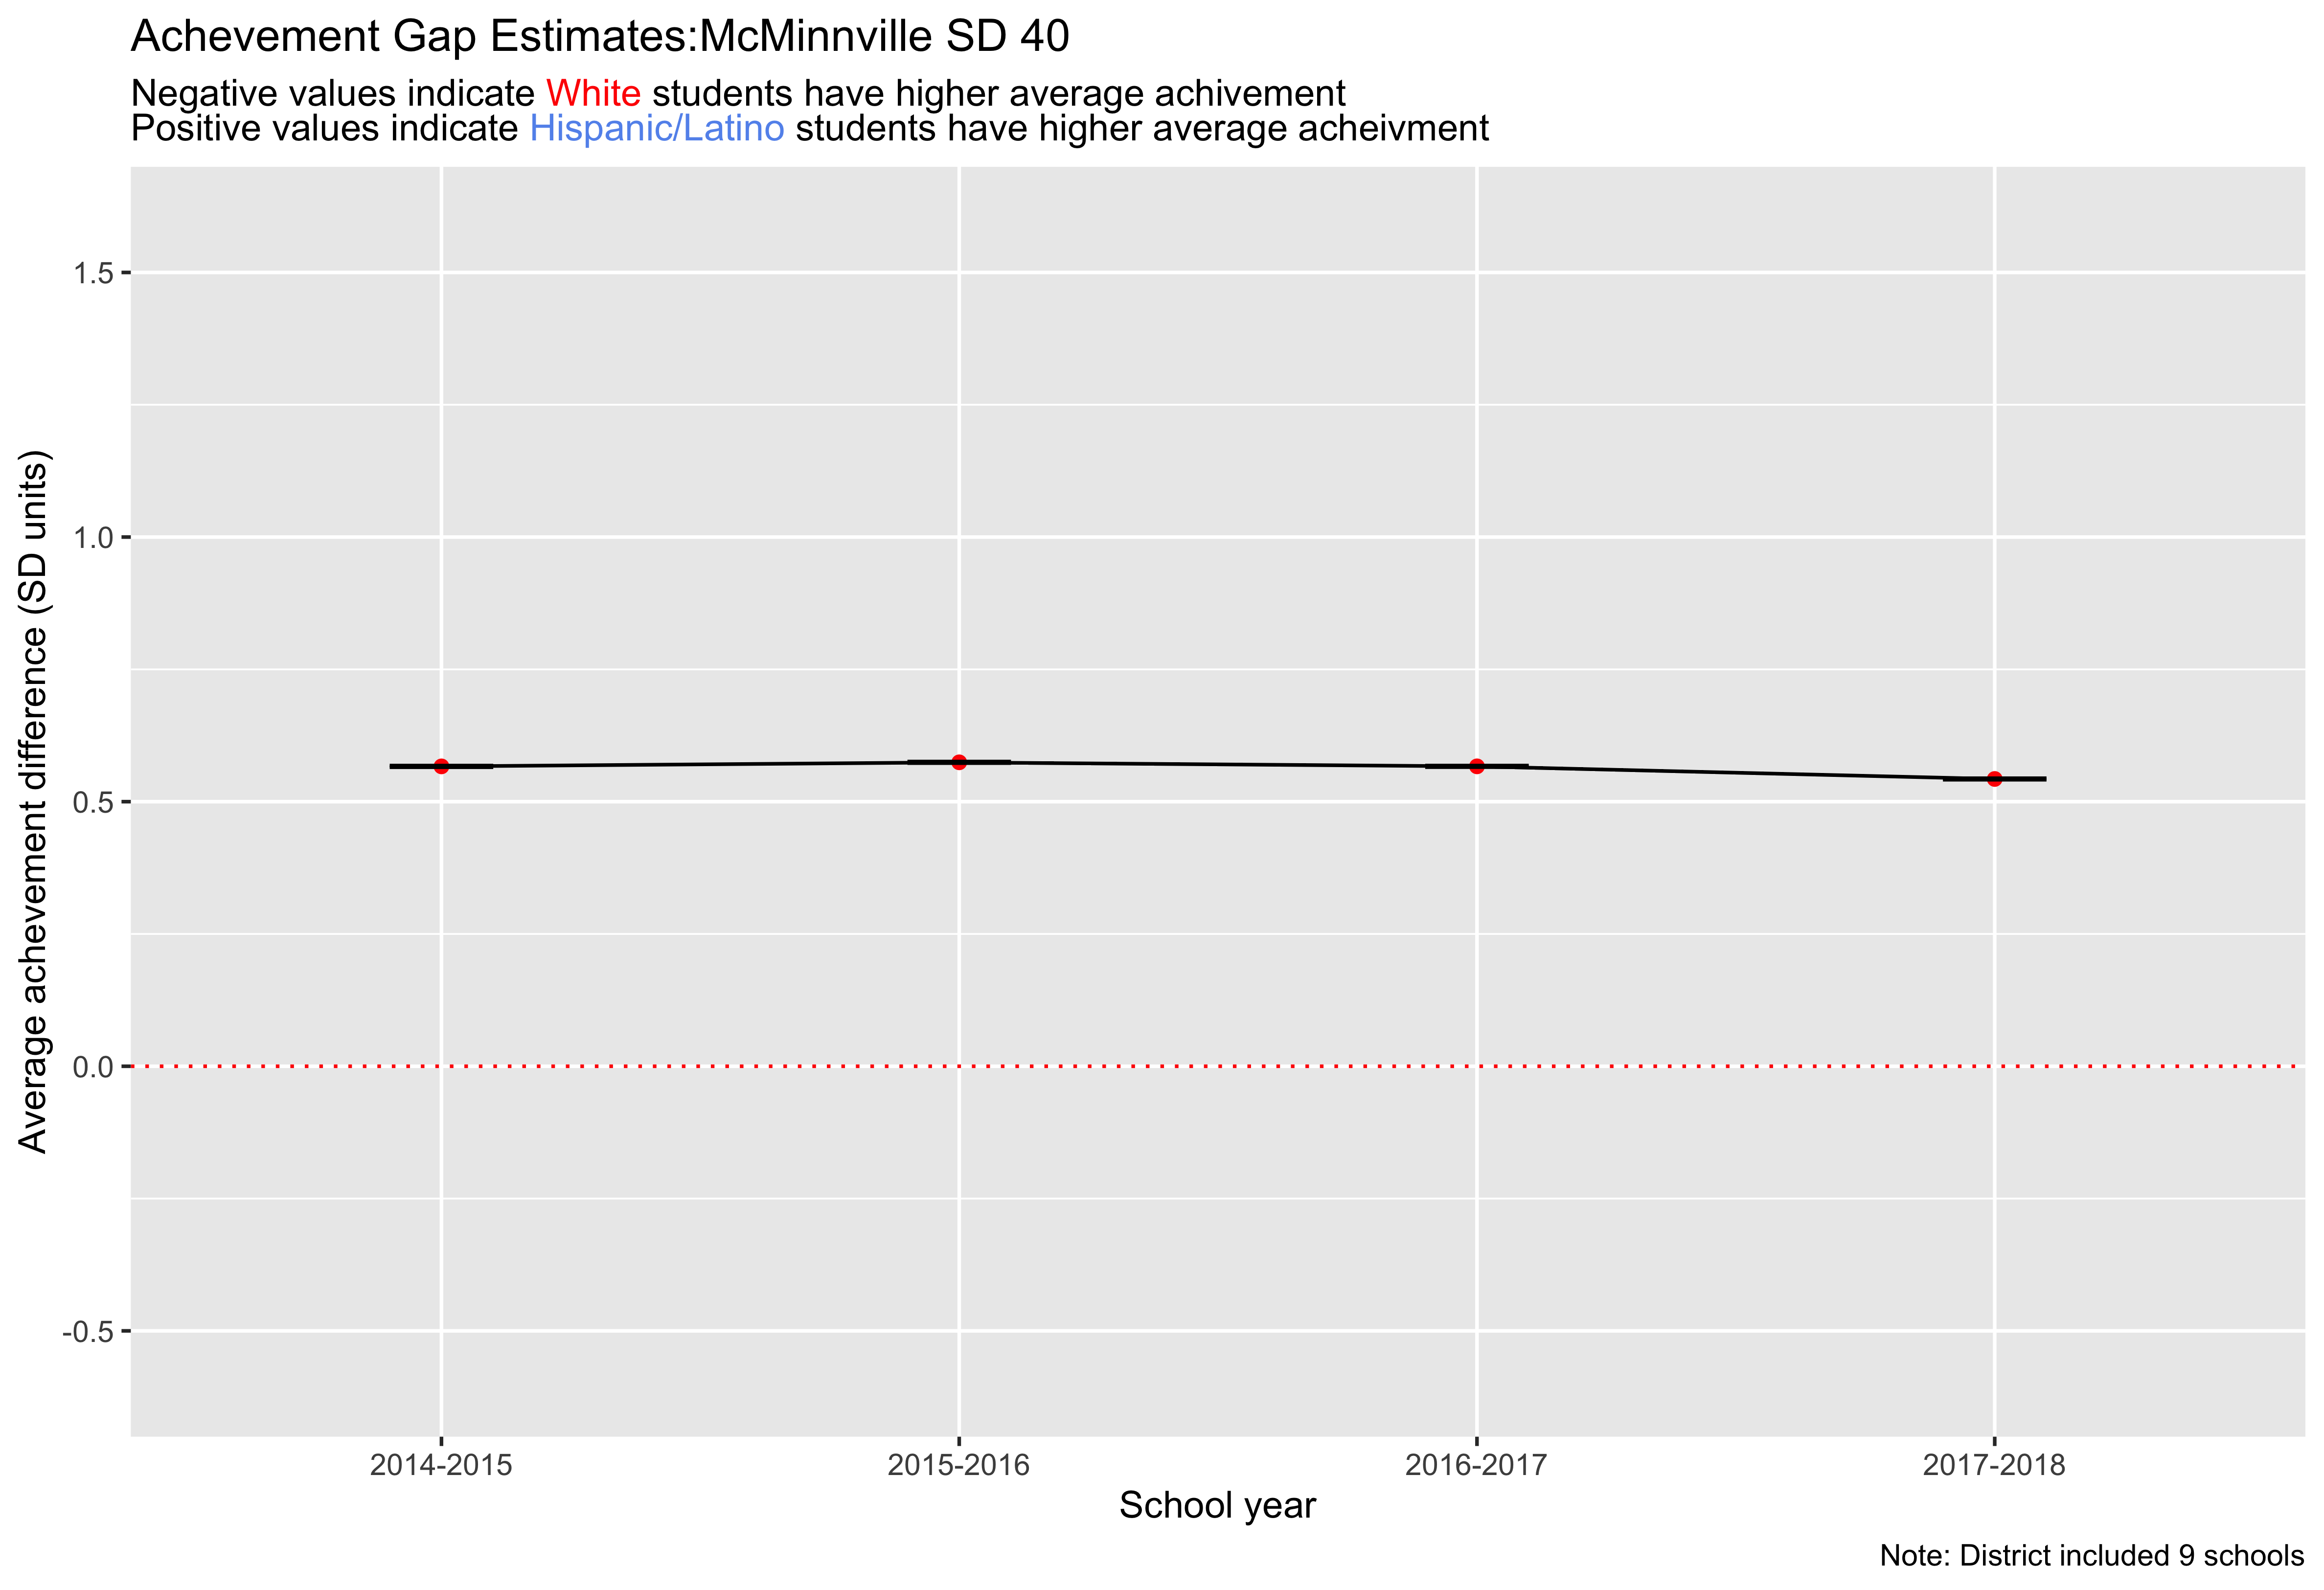 Achevement Gap Estimates:McMinnville SD 40
Negative values indicate White students have higher average achivement
Positive values indicate Hispanic/Latino students have higher average acheivment
Average achevement difference (SD units)
1.5
1.0
0.5
0.0
-0.5
2014-2015
2015-2016
2016-2017
2017-2018
School year
Note: District included 9 schools